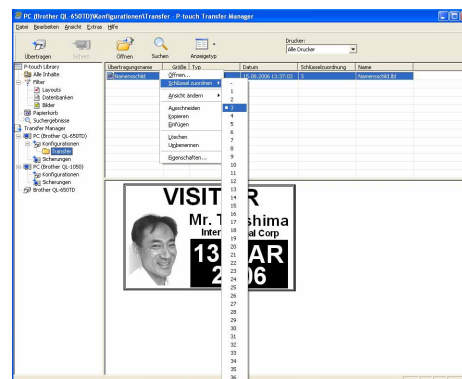 PC (Brother QL-650TD)\Konfigurationen\Transfer - P-touch Transfer Manager
Datei Bearbeiten Ansicht Extras Hilfe
Übertragen Sichern Öffnen Suchen Anzeigetyp
Drucker:
Alle Drucker
P-touch Library
Alle Inhalte
Filter
Layouts
Datenbanken
Bilder
Papierkorb
Suchergebnisse
Transfer Manager
PC (Brother QL-650TD)
Konfigurationen
Transfer
Sicherungen
PC (Brother QL-1050)
Konfigurationen
Sicherungen
Brother QL-650TD
Übertragungsname Größe Typ Datum Schlüsselzuordnung Name
Namensschild 15.09.2006 13:37:03 3 Namensschild.lbl
Öffnen...
Schlüssel zuordnen
Ansicht ändern
Ausschneiden
Kopieren
Einfügen
Löschen
Umbenennen
Eigenschaften...
-
1
2
3
4
5
6
7
8
9
10
11
12
13
14
15
16
17
18
19
20
21
22
23
24
25
26
27
28
29
30
31
32
33
34
35
36
VISIT R
Mr. T shima
Inter al Corp
13 AR
2 06